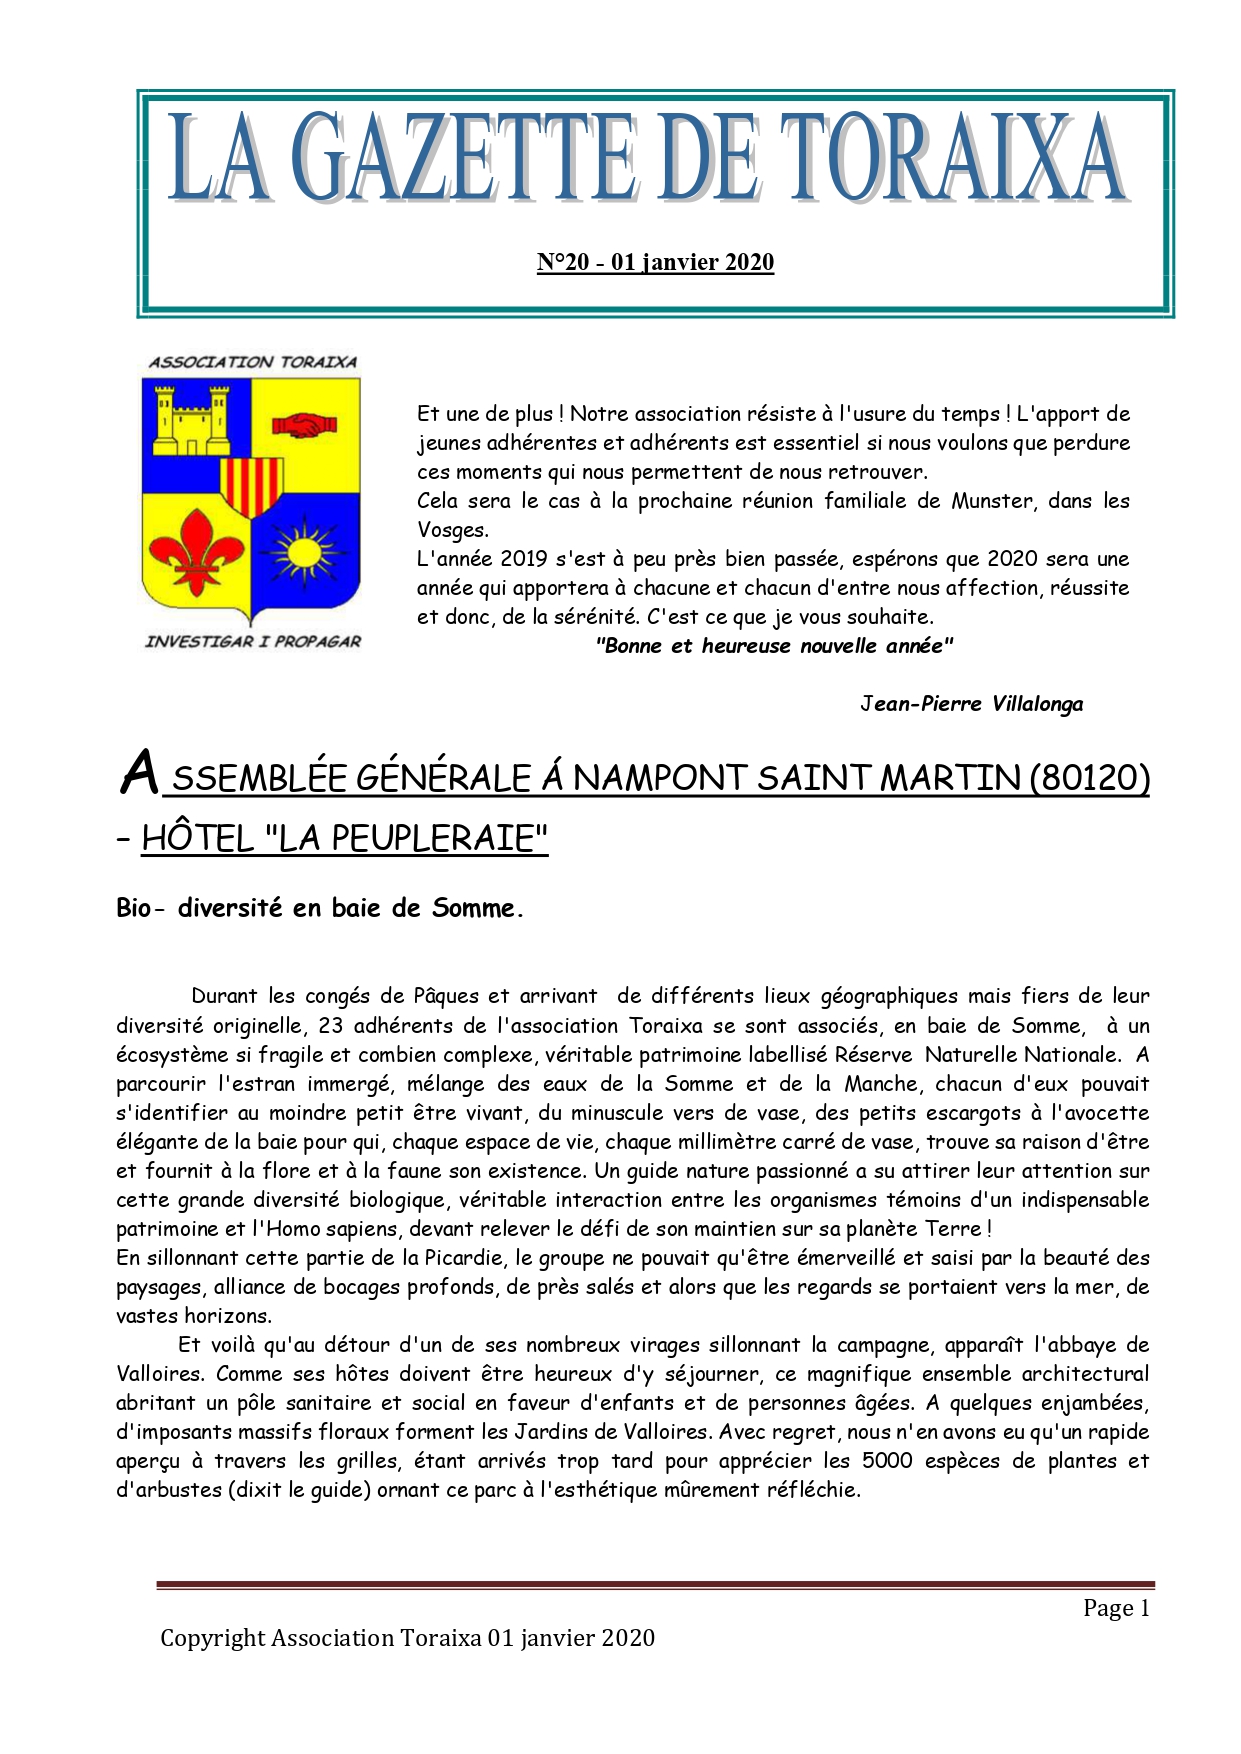 LA GAZETTE DE TORAIXA
N°20 - 01 janvier 2020
ASSOCIATION TORAIXA
INVESTIGAR I PROPAGAR
Et une de plus ! Notre association résiste à l'usure du temps ! L'apport de
jeunes adhérentes et adhérents est essentiel si nous voulons que perdure
ces moments qui nous permettent de nous retrouver.
Cela sera le cas à la prochaine réunion familiale de Munster, dans les
Vosges.
L'année 2019 s'est à peu près bien passée, espérons que 2020 sera une
année qui apportera à chacune et chacun d'entre nous affection, réussite
et donc, de la sérénité. C'est ce que je vous souhaite.
"Bonne et heureuse nouvelle année"
Jean-Pierre Villalonga
A SSEMBLÉE GÉNÉRALE Á NAMPONT SAINT MARTIN (80120)
– HÔTEL "LA PEUPLERAIE"
Bio- diversité en baie de Somme.
Durant les congés de Pâques et arrivant de différents lieux géographiques mais fiers de leur
diversité originelle, 23 adhérents de l'association Toraixa se sont associés, en baie de Somme, à un
écosystème si fragile et combien complexe, véritable patrimoine labellisé Réserve Naturelle Nationale. A
parcourir l'estran immergé, mélange des eaux de la Somme et de la Manche, chacun d'eux pouvait
s'identifier au moindre petit être vivant, du minuscule vers de vase, des petits escargots à l'avocette
élégante de la baie pour qui, chaque espace de vie, chaque millimètre carré de vase, trouve sa raison d'être
et fournit à la flore et à la faune son existence. Un guide nature passionné a su attirer leur attention sur
cette grande diversité biologique, véritable interaction entre les organismes témoins d'un indispensable
patrimoine et l'Homo sapiens, devant relever le défi de son maintien sur sa planète Terre !
En sillonnant cette partie de la Picardie, le groupe ne pouvait qu'être émerveillé et saisi par la beauté des
paysages, alliance de bocages profonds, de près salés et alors que les regards se portaient vers la mer, de
vastes horizons.
Et voilà qu'au détour d'un de ses nombreux virages sillonnant la campagne, apparaît l'abbaye de
Valloires. Comme ses hôtes doivent être heureux d'y séjourner, ce magnifique ensemble architectural
abritant un pôle sanitaire et social en faveur d'enfants et de personnes âgées. A quelques enjambées,
d'imposants massifs floraux forment les Jardins de Valloires. Avec regret, nous n'en avons eu qu'un rapide
aperçu à travers les grilles, étant arrivés trop tard pour apprécier les 5000 espèces de plantes et
d'arbustes (dixit le guide) ornant ce parc à l'esthétique mûrement réfléchie.
Page 1
Copyright Association Toraixa 01 janvier 2020